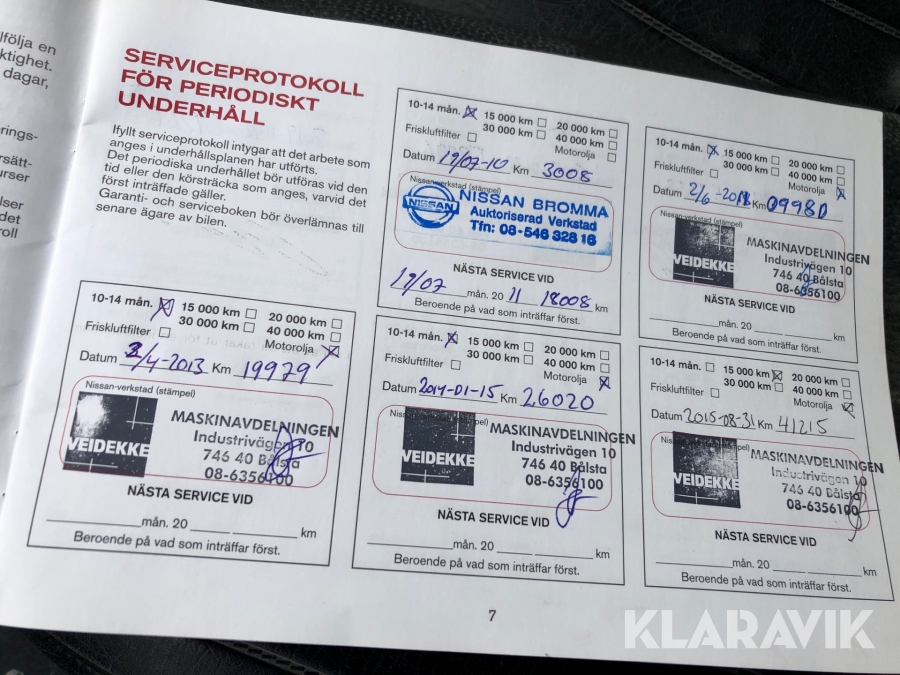 lfölja en
ktighet.
dagar,
rings-
rsätt-
urser
elser
det
roll
SERVICEPROTOKOLL
FÖR PERIODISKT
UNDERHÅLL
Ifyllt serviceprotokoll intygar att det arbete som
anges i underhållsplanen har utförts.
Det periodiska underhållet bör utföras vid den
tid eller den körsträcka som anges, varvid det
först inträffade gäller.
Garanti- och serviceboken bör överlämnas till
senare ägare av bilen.
10-14 mån. 15 000 km 20 000 km
Friskluftfilter 30 000 km 40 000 km
Motorolja
Datum 19/07-10 Km 3008
Nissan-verkstad (stämpel)
NISSAN
NISSAN BROMMA
Auktoriserad Verkstad
Tfn: 08-546 328 16
NÄSTA SERVICE VID
19/07 mån. 20 11 18008 km
Beroende på vad som inträffar först.
10-14 mån. 15 000 km 20 000 km
Friskluftfilter 30 000 km 40 000 km
Motorolja
Datum 2/6 Km 09980
Nissan-verkstad (stämpel)
VEIDEKKE
MASKINAVDELNINGEN
Industrivägen 10
746 40 Bålsta
08-6356100
NÄSTA SERVICE VID
mån. 20 km
Beroende på vad som inträffar först.
10-14 mån. 15 000 km 20 000 km
Friskluftfilter 30 000 km 40 000 km
Motorolja
Datum 3/4-2013 Km 19979
Nissan-verkstad (stämpel)
VEIDEKKE
MASKINAVDELNINGEN
Industrivägen 10
746 40 Bålsta
08-6356100
NÄSTA SERVICE VID
mån. 20 km
Beroende på vad som inträffar först.
10-14 mån. 15 000 km 20 000 km
Friskluftfilter 30 000 km 40 000 km
Motorolja
Datum 2014-01-15 Km 26020
Niss stämpel)
VEIDEKKE
MASKINAVDELNINGEN
Industrivägen 10
746 40 Bålsta
08-6356100
NÄSTA SERVICE VID
mån. 20 km
Beroende på vad som inträffar först.
10-14 mån. 15 000 km 20 000 km
Friskluftfilter 30 000 km 40 000 km
Motorolja
Datum 2015-08-31 Km 41215
Nissan-verkstad (stämpel)
VEIDEKKE
MASKINAVDELNINGEN
Industrivägen 10
746 40 Bålsta
08-6356100
NÄSTA SERVICE VID
mån. 20 km
Beroende på vad som inträffar först.
7
KLARAVIK